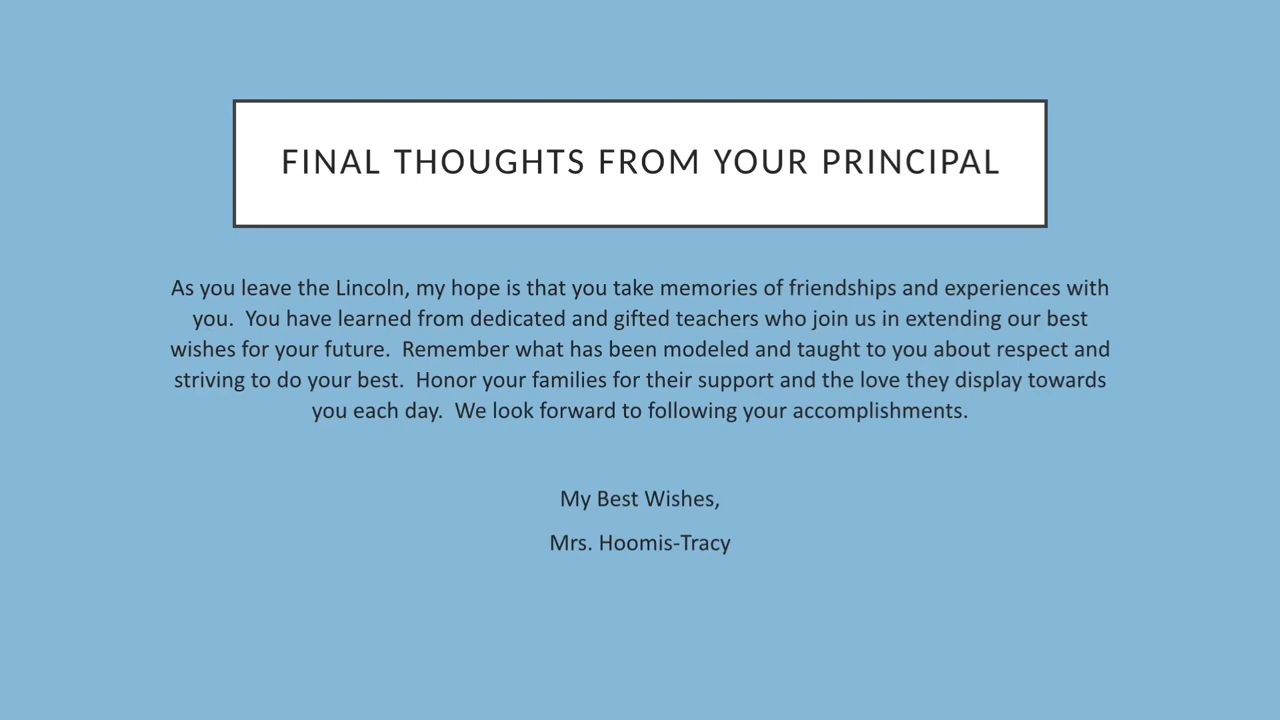 FINAL THOUGHTS FROM YOUR PRINCIPAL
As you leave the Lincoln, my hope is that you take memories of friendships and experiences with
you.  You have learned from dedicated and gifted teachers who join us in extending our best
wishes for your future.  Remember what has been modeled and taught to you about respect and
striving to do your best.  Honor your families for their support and the love they display towards
you each day.  We look forward to following your accomplishments.
My Best Wishes,
Mrs. Hoomis-Tracy